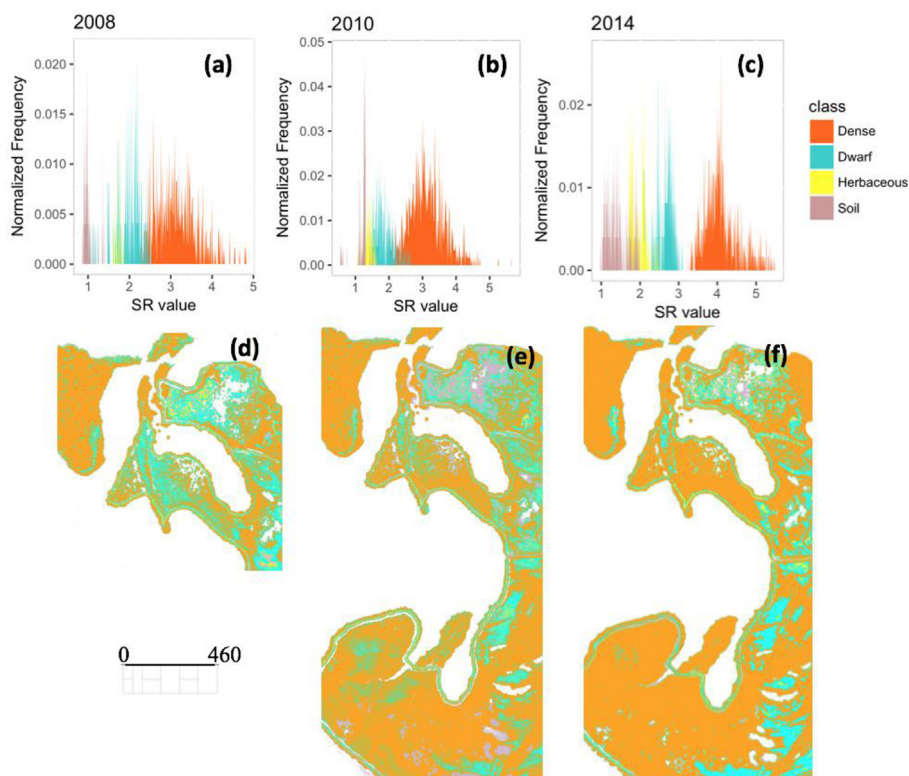 2008
2010
2014
(a)
(b)
(c)
Normalized Frequency
0.020
0.015
0.010
0.005
0.000
1 2 3 4 5
SR value
Normalized Frequency
0.05
0.04
0.03
0.02
0.01
0.00
1 2 3 4 5
SR value
Normalized Frequency
0.02
0.01
0.00
1 2 3 4 5
SR value
class
Dense
Dwarf
Herbaceous
Soil
(d)
(e)
(f)
0 460